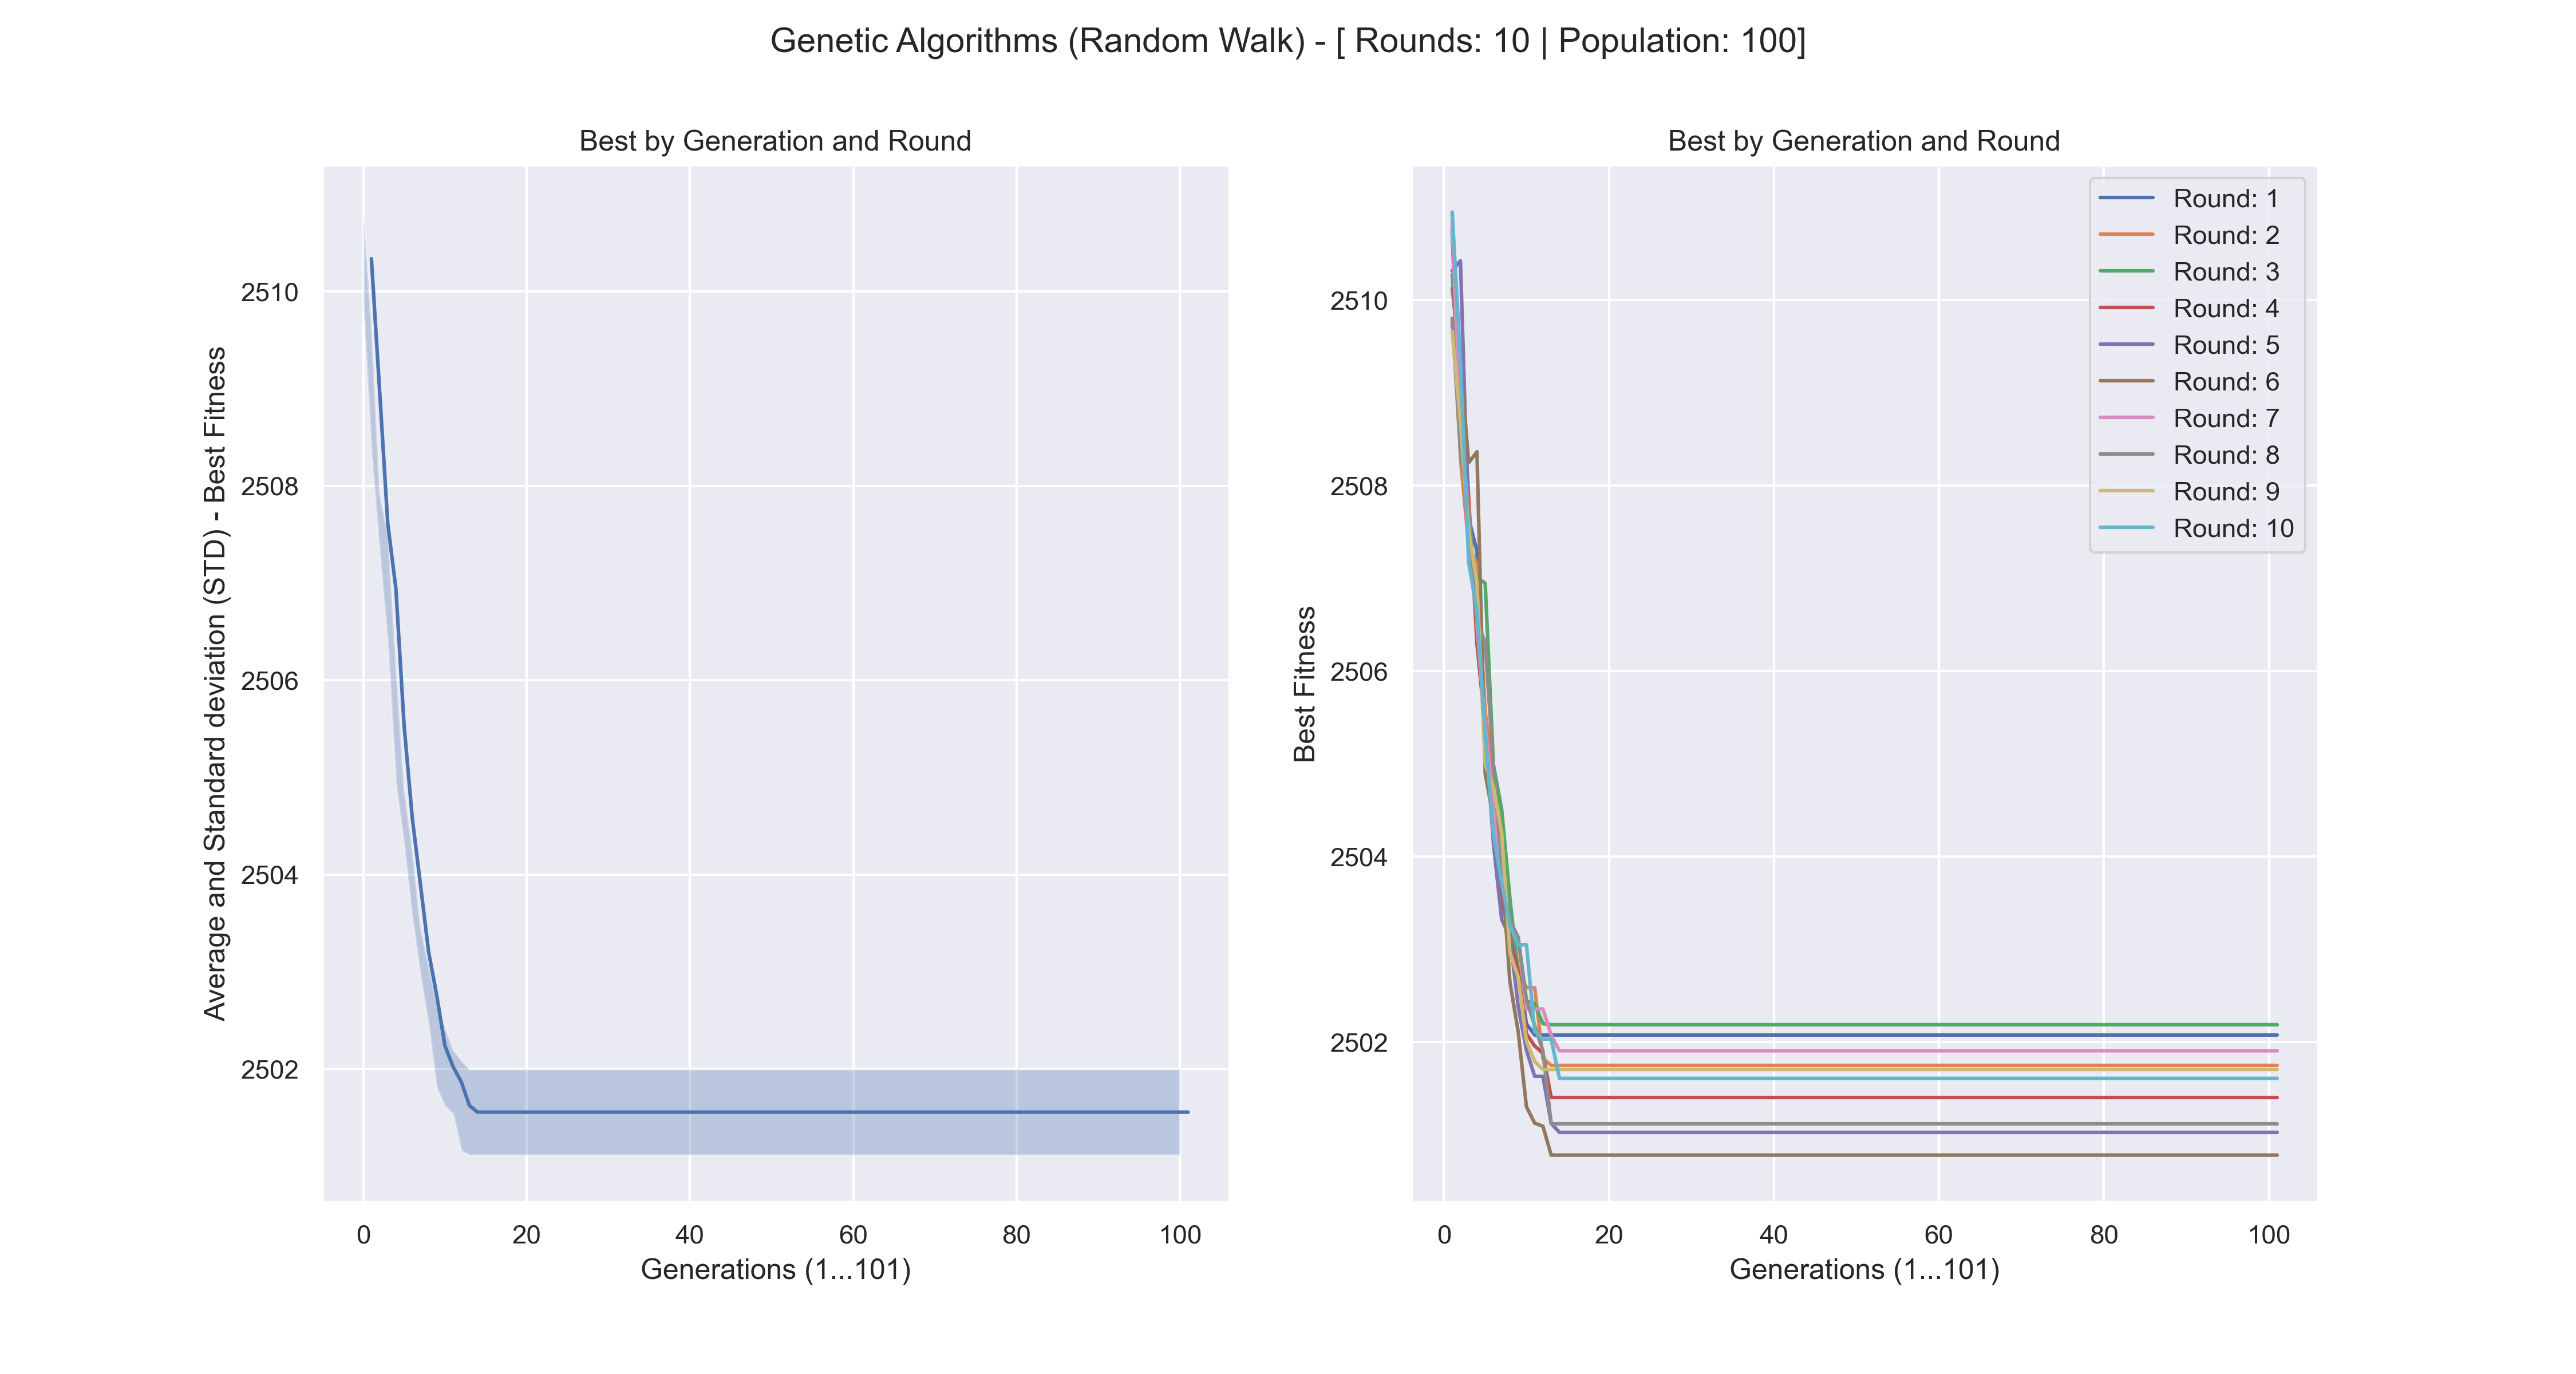 Genetic Algorithms (Random Walk) - [ Rounds: 10 | Population: 100]
Best by Generation and Round
Average and Standard deviation (STD) - Best Fitness
2510
2508
2506
2504
2502
0 20 40 60 80 100
Generations (1...101)
Best by Generation and Round
Best Fitness
2510
2508
2506
2504
2502
0 20 40 60 80 100
Generations (1...101)
Round: 1
Round: 2
Round: 3
Round: 4
Round: 5
Round: 6
Round: 7
Round: 8
Round: 9
Round: 10